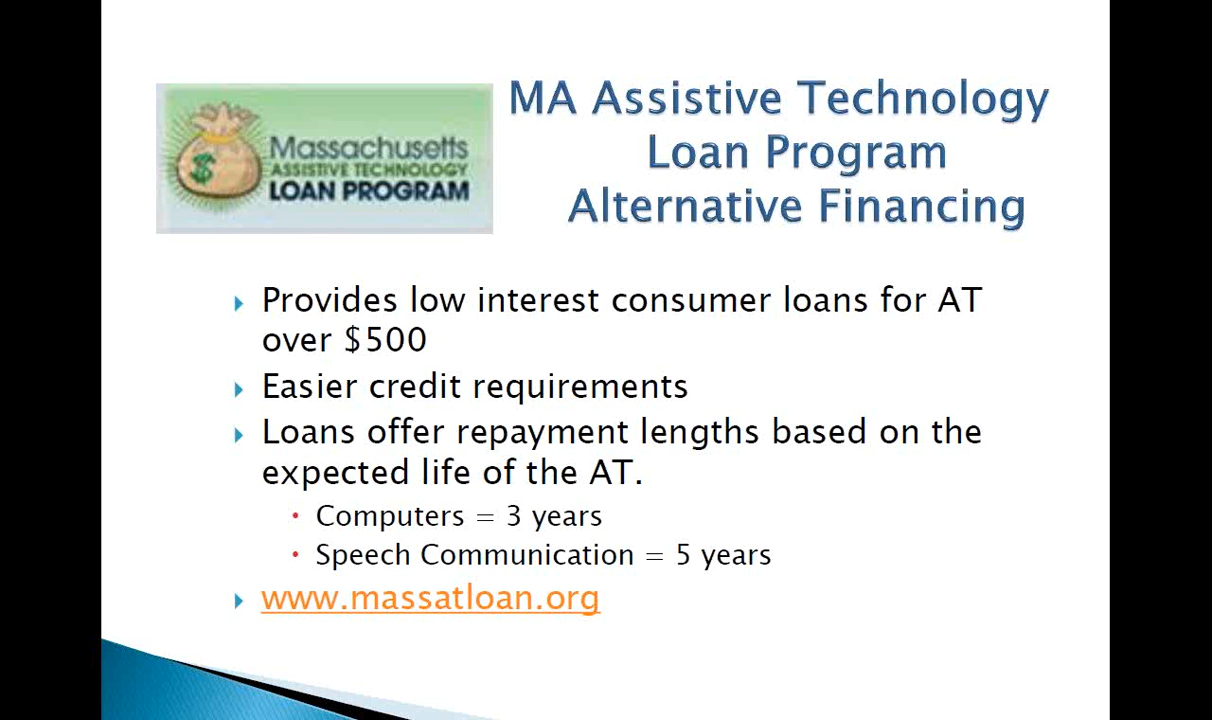 Massachusetts
ASSISTIVE TECHNOLOGY
LOAN PROGRAM
$
MA Assistive Technology
Loan Program
Alternative Financing
Provides low interest consumer loans for AT
over $500
Easier credit requirements
Loans offer repayment lengths based on the
expected life of the AT.
Computers = 3 years
Speech Communication = 5 years
www.massatloan.org